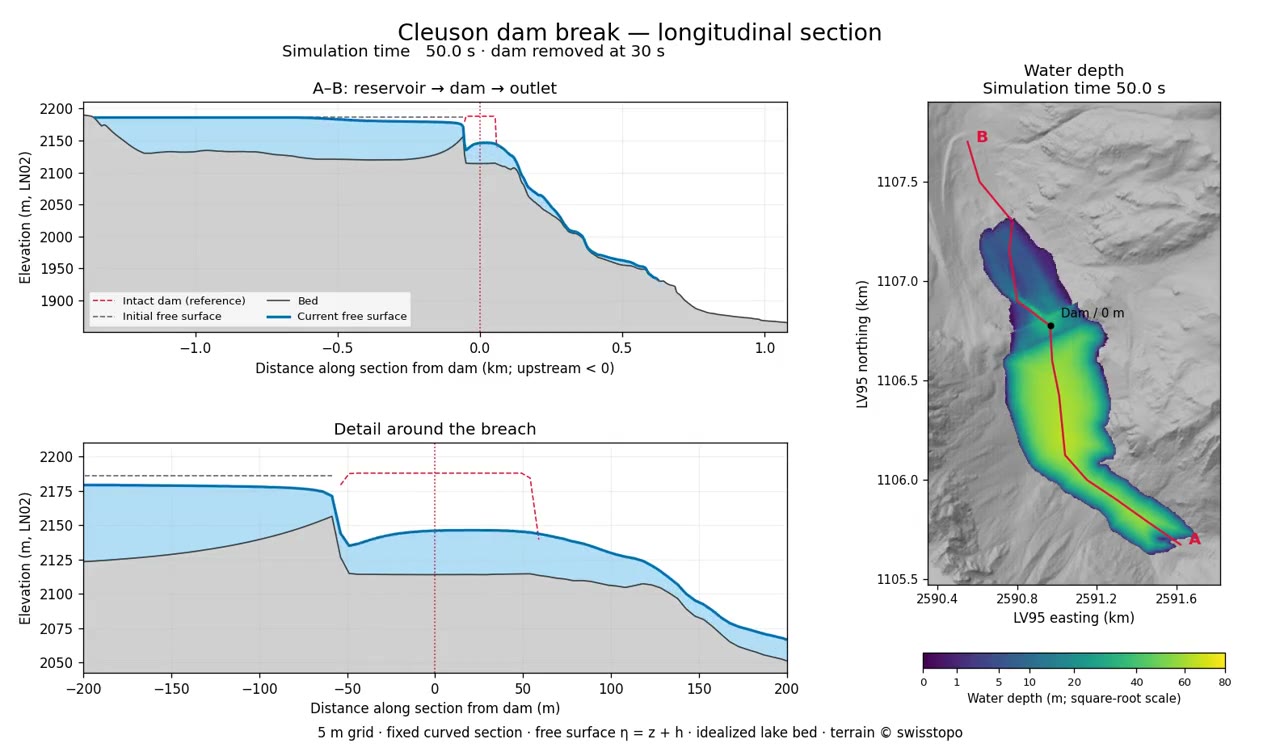 Cleuson dam break — longitudinal section
Simulation time   50.0 s · dam removed at 30 s
A–B: reservoir → dam → outlet
2200
2150
2100
2050
2000
1950
1900
Elevation (m, LN02)
Intact dam (reference)
Initial free surface
Bed
Current free surface
−1.0 −0.5 0.0 0.5 1.0
Distance along section from dam (km; upstream < 0)
Detail around the breach
2200
2175
2150
2125
2100
2075
2050
Elevation (m, LN02)
−200 −150 −100 −50 0 50 100 150 200
Distance along section from dam (m)
Water depth
Simulation time 50.0 s
1107.5
1107.0
1106.5
1106.0
1105.5
LV95 northing (km)
B
Dam / 0 m
A
2590.4 2590.8 2591.2 2591.6
LV95 easting (km)
0 1 5 10 20 40 60 80
Water depth (m; square-root scale)
5 m grid · fixed curved section · free surface η = z + h · idealized lake bed · terrain © swisstopo